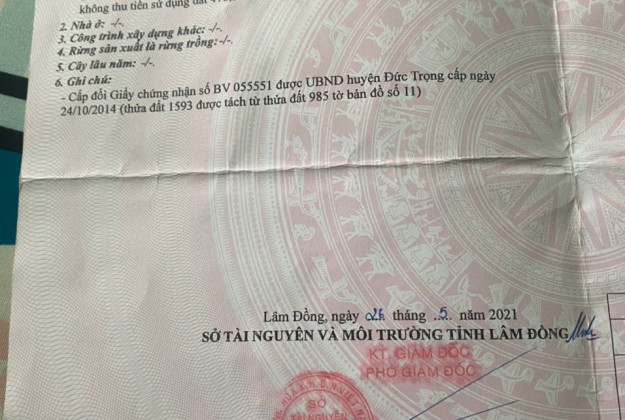 không thu tiền sử dụng đất
2. Nhà ở: -/-.
3. Công trình xây dựng khác: -/-.
4. Rừng sản xuất là rừng trồng: -/-.
5. Cây lâu năm: -/-.
6. Ghi chú:
- Cấp đổi Giấy chứng nhận số BV 055551 được UBND huyện Đức Trọng cấp ngày
24/10/2014 (thửa đất 1593 được tách từ thửa đất 985 tờ bản đồ số 11)
Lâm Đồng, ngày 26 tháng .5. năm 2021
SỞ TÀI NGUYÊN VÀ MÔI TRƯỜNG TỈNH LÂM ĐỒNG
KT. GIÁM ĐỐC
PHÓ GIÁM ĐỐC
SỞ
TÀI NGUYÊN